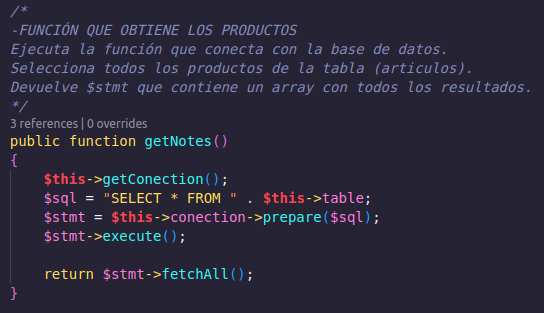 /*
-FUNCIÓN QUE OBTIENE LOS PRODUCTOS
Ejecuta la función que conecta con la base de datos.
Selecciona todos los productos de la tabla (articulos).
Devuelve $stmt que contiene un array con todos los resultados.
*/
3 references | 0 overrides
public function getNotes()
{
    $this->getConection();
    $sql = "SELECT * FROM " . $this->table;
    $stmt = $this->conection->prepare($sql);
    $stmt->execute();

    return $stmt->fetchAll();
}